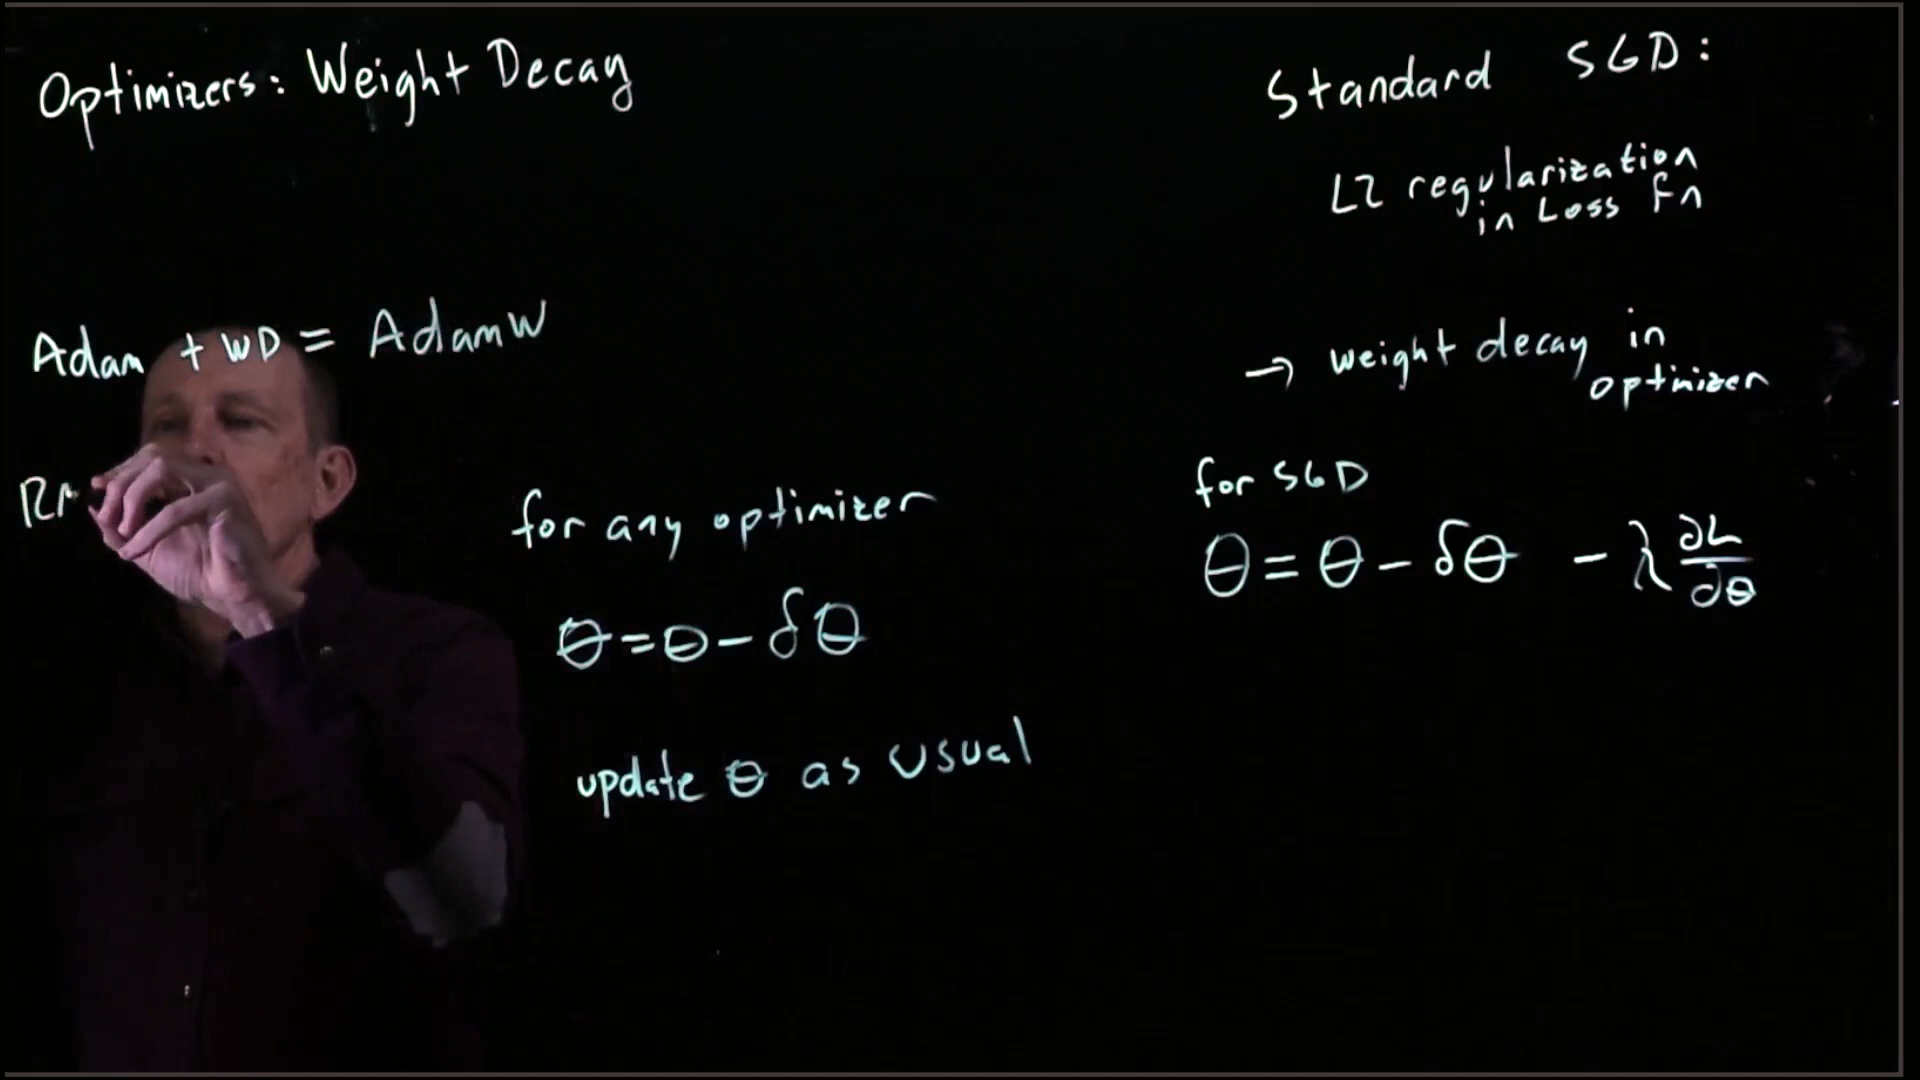 Optimizers: Weight Decay
Adam + WD = AdamW
RM
for any optimizer
θ = θ - δθ
update θ as usual
Standard SGD:
L2 regularization
in Loss Fn
→ weight decay in
optimizer
for SGD
θ = θ - δθ - λ ∂L/∂θ